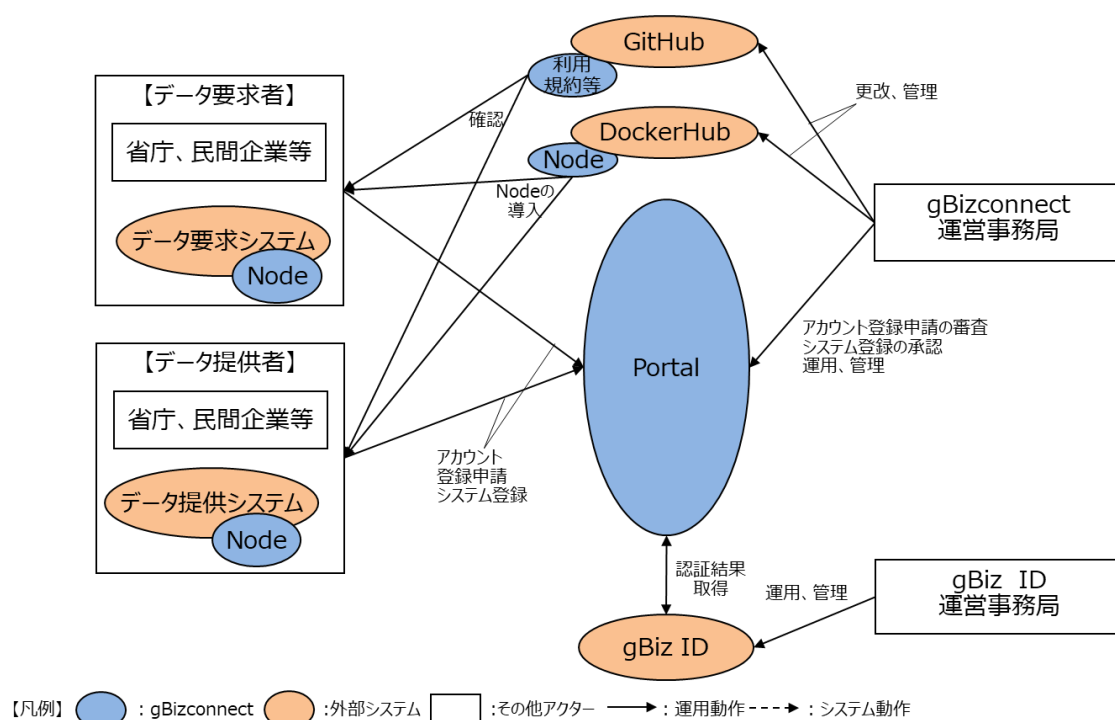 GitHub
利用
規約等
更改、管理
【データ要求者】
確認
省庁、民間企業等
DockerHub
Node
Nodeの
導入
データ要求システム
Node
gBizconnect
運営事務局
アカウント登録申請の審査
システム登録の承認
運用、管理
【データ提供者】
Portal
省庁、民間企業等
アカウント
登録申請
システム登録
データ提供システム
Node
認証結果
取得
運用、管理
gBiz ID
運営事務局
gBiz ID
【凡例】 : gBizconnect :外部システム :その他アクター : 運用動作 : システム動作